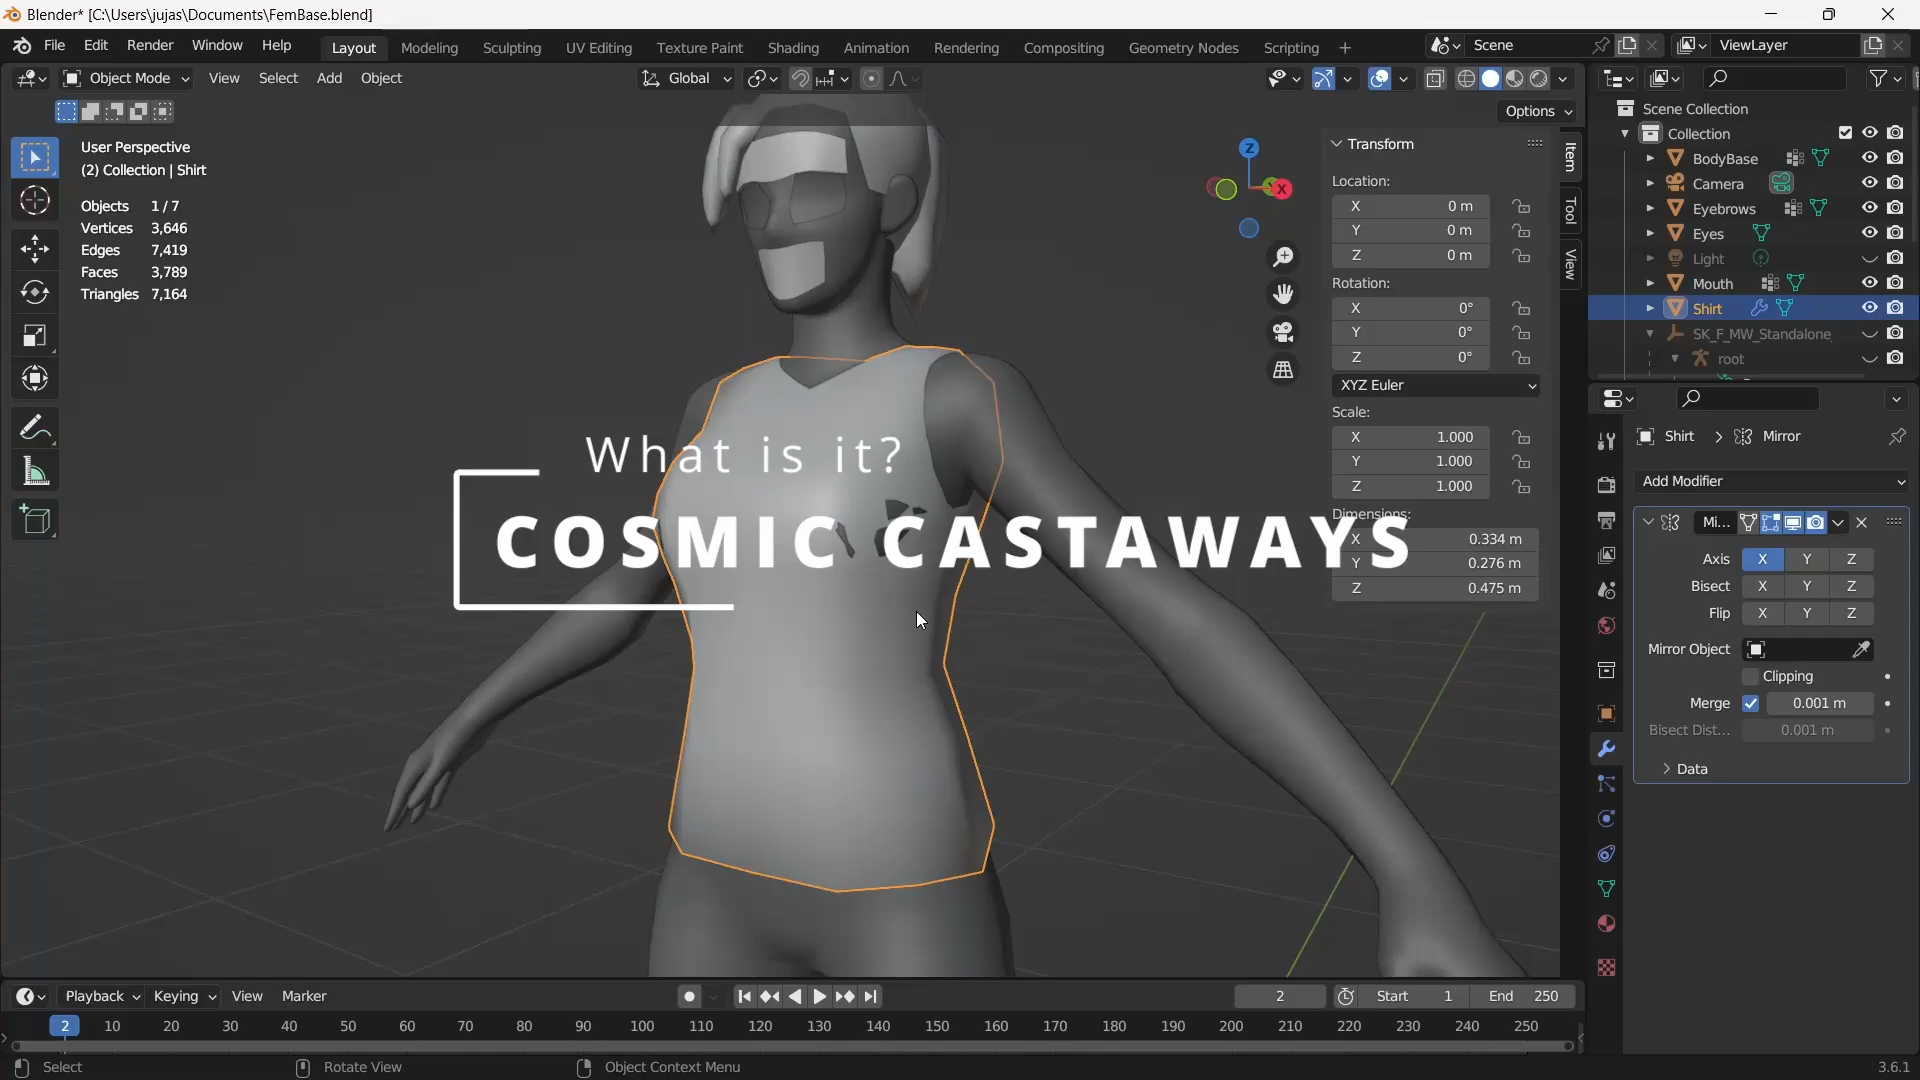 Blender* [C:\Users\jujas\Documents\FemBase.blend]
File Edit Render Window Help Layout Modeling Sculpting UV Editing Texture Paint Shading Animation Rendering Compositing Geometry Nodes Scripting + Scene ViewLayer
Object Mode View Select Add Object Global
Options
User Perspective
(2) Collection | Shirt
Objects 1 / 7
Vertices 3,646
Edges 7,419
Faces 3,789
Triangles 7,164
Z
X
Transform
Location:
X 0 m
Y 0 m
Z 0 m
Rotation:
X 0°
Y 0°
Z 0°
XYZ Euler
Scale:
X 1.000
Y 1.000
Z 1.000
Dimensions:
X 0.334 m
Y 0.276 m
Z 0.475 m
Item
Tool
View
What is it?
COSMIC CASTAWAYS
Scene Collection
Collection
BodyBase
Camera
Eyebrows
Eyes
Light
Mouth
Shirt
SK_F_MW_Standalone
root
Shirt > Mirror
Add Modifier
Mi...
Axis X Y Z
Bisect X Y Z
Flip X Y Z
Mirror Object
Clipping
Merge 0.001 m
Bisect Dist... 0.001 m
Data
Playback Keying View Marker 2 Start 1 End 250
2 10 20 30 40 50 60 70 80 90 100 110 120 130 140 150 160 170 180 190 200 210 220 230 240 250
Select Rotate View Object Context Menu 3.6.1